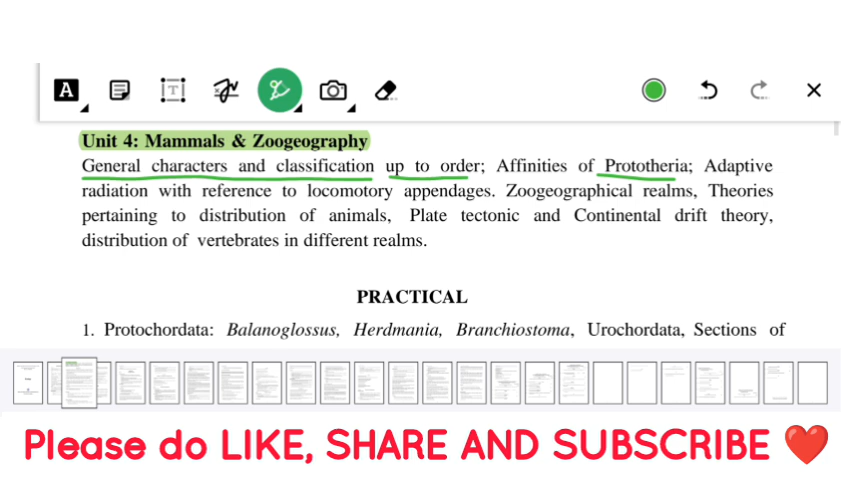 A
T
Unit 4: Mammals & Zoogeography
General characters and classification up to order; Affinities of Prototheria; Adaptive
radiation with reference to locomotory appendages. Zoogeographical realms, Theories
pertaining to distribution of animals, Plate tectonic and Continental drift theory,
distribution of vertebrates in different realms.
PRACTICAL
1. Protochordata: Balanoglossus, Herdmania, Branchiostoma, Urochordata, Sections of
Please do LIKE, SHARE AND SUBSCRIBE ❤️